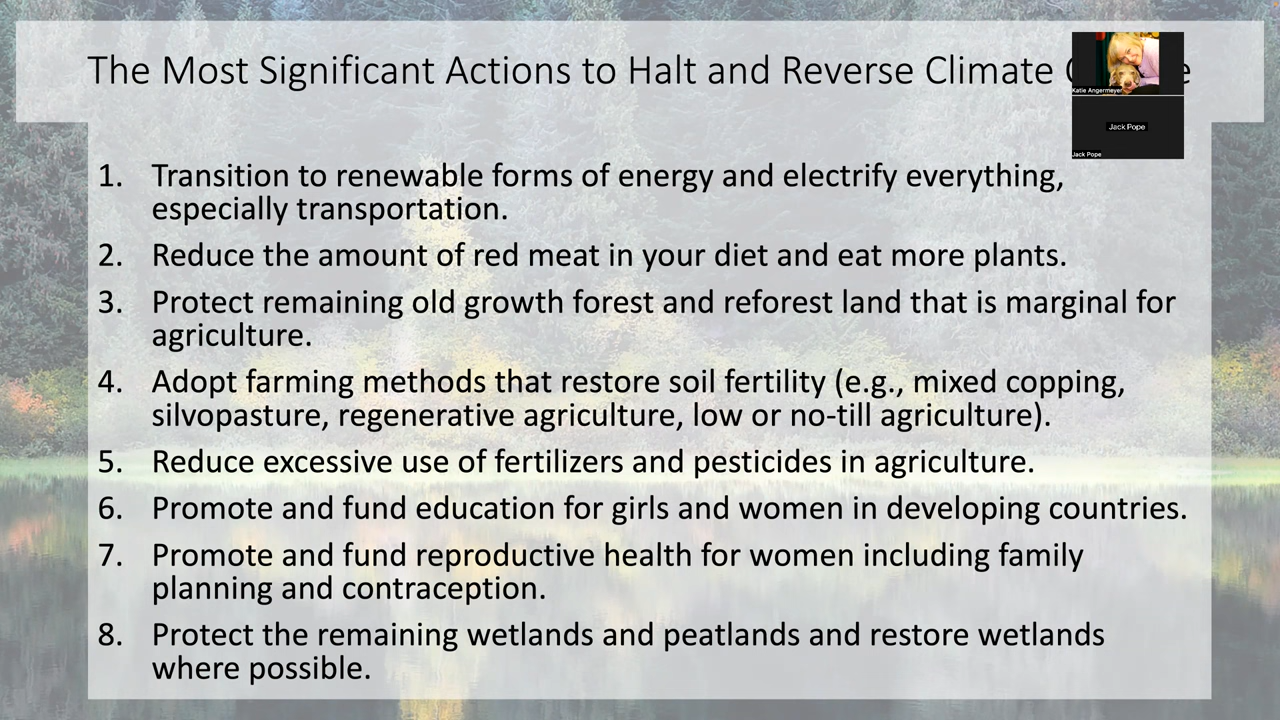 The Most Significant Actions to Halt and Reverse Climate
Katie Angermeyer
Jack Pope
Jack Pope
1. Transition to renewable forms of energy and electrify everything,
especially transportation.
2. Reduce the amount of red meat in your diet and eat more plants.
3. Protect remaining old growth forest and reforest land that is marginal for
agriculture.
4. Adopt farming methods that restore soil fertility (e.g., mixed copping,
silvopasture, regenerative agriculture, low or no-till agriculture).
5. Reduce excessive use of fertilizers and pesticides in agriculture.
6. Promote and fund education for girls and women in developing countries.
7. Promote and fund reproductive health for women including family
planning and contraception.
8. Protect the remaining wetlands and peatlands and restore wetlands
where possible.